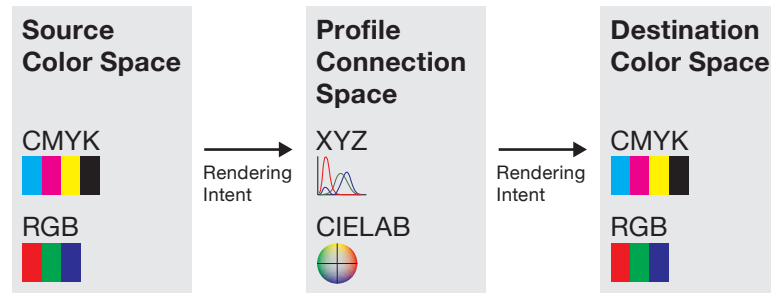 Source
Color Space
CMYK
RGB
Rendering
Intent
Profile
Connection
Space
XYZ
CIELAB
Rendering
Intent
Destination
Color Space
CMYK
RGB